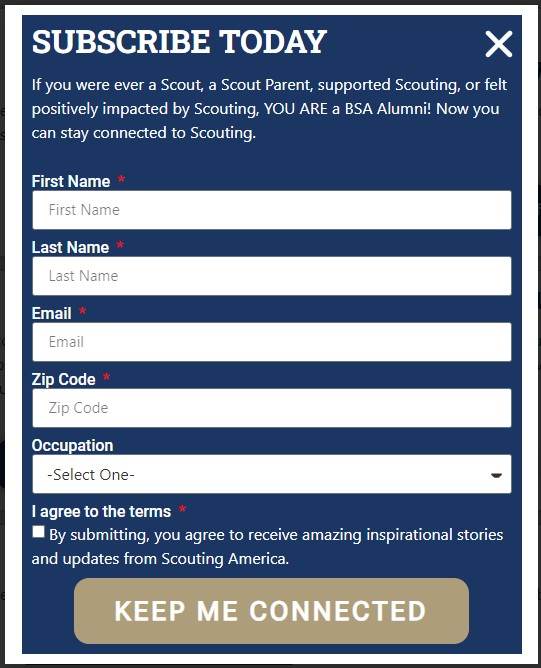 SUBSCRIBE TODAY
If you were ever a Scout, a Scout Parent, supported Scouting, or felt
positively impacted by Scouting, YOU ARE a BSA Alumni! Now you
can stay connected to Scouting.
First Name *
First Name
Last Name *
Last Name
Email *
Email
Zip Code *
Zip Code
Occupation
-Select One-
I agree to the terms *
By submitting, you agree to receive amazing inspirational stories
and updates from Scouting America.
KEEP ME CONNECTED